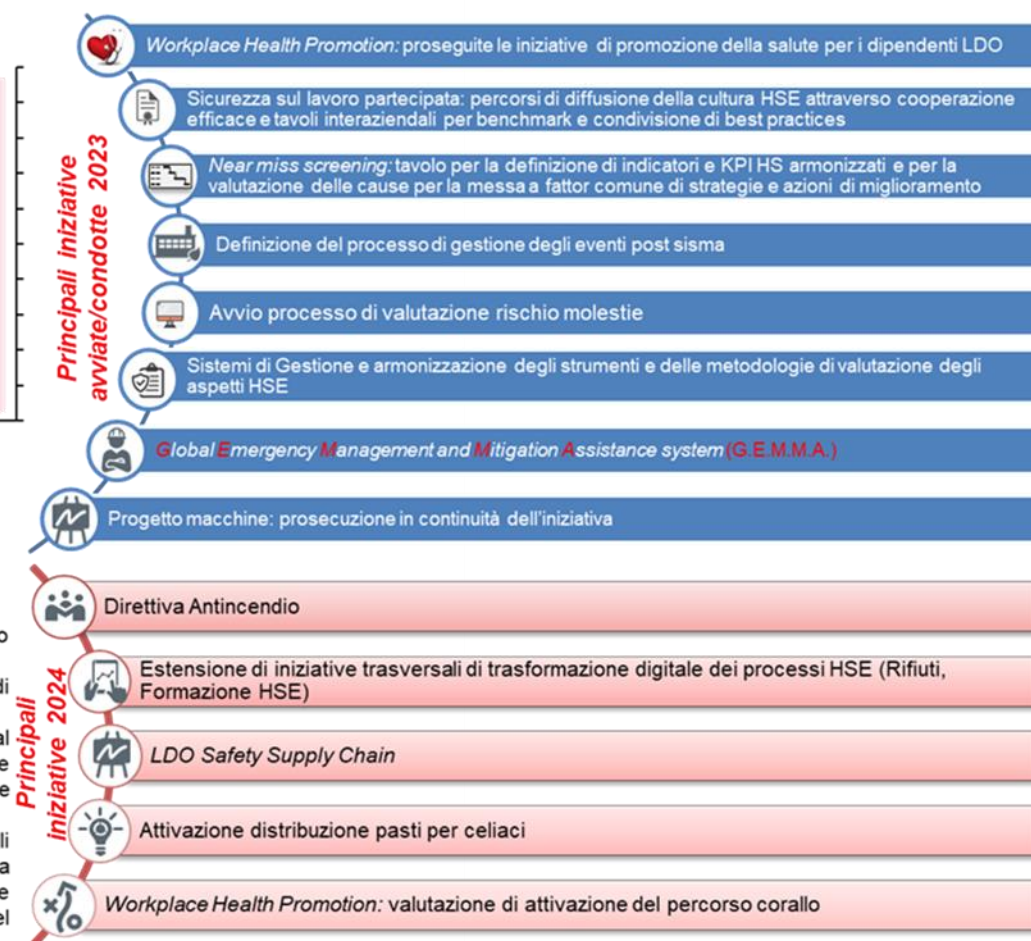 Workplace Health Promotion: proseguite le iniziative di promozione della salute per i dipendenti LDO
Principali iniziative
avviate/condotte 2023
Sicurezza sul lavoro partecipata: percorsi di diffusione della cultura HSE attraverso cooperazione
efficace e tavoli interaziendali per benchmark e condivisione di best practices
Near miss screening: tavolo per la definizione di indicatori e KPI HS armonizzati e per la
valutazione delle cause per la messa a fattor comune di strategie e azioni di miglioramento
Definizione del processo di gestione degli eventi post sisma
Avvio processo di valutazione rischio molestie
Sistemi di Gestione e armonizzazione degli strumenti e delle metodologie di valutazione degli
aspetti HSE
Global Emergency Management and Mitigation Assistance system (G.E.M.M.A.)
Progetto macchine: prosecuzione in continuità dell'iniziativa
Principali
iniziative 2024
Direttiva Antincendio
Estensione di iniziative trasversali di trasformazione digitale dei processi HSE (Rifiuti,
Formazione HSE)
LDO Safety Supply Chain
Attivazione distribuzione pasti per celiaci
Workplace Health Promotion: valutazione di attivazione del percorso corallo